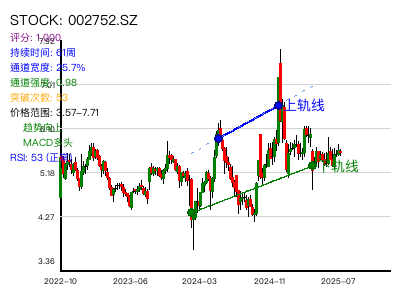 STOCK: 002752.SZ
评分: 1.000
7.92
持续时间: 61周
通道宽度: 25.7%
通道强度: 0.98
7.01
突破次数: 53
价格范围: 3.57-7.71
趋势向上
6.10
MACD多头
RSI: 53 (正常)
上轨线
下轨线
5.18
4.27
3.36
2022-10
2023-06
2024-03
2024-11
2025-07